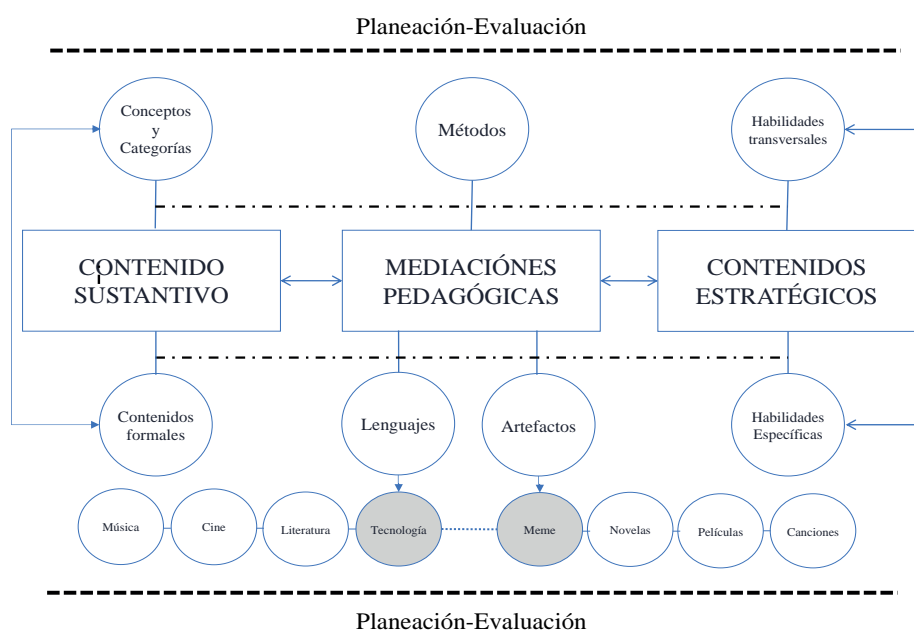 Planeación-Evaluación
Conceptos
y
Categorías
Métodos
Habilidades
transversales
CONTENIDO
SUSTANTIVO
MEDIACIÓNES
PEDAGÓGICAS
CONTENIDOS
ESTRATÉGICOS
Contenidos
formales
Lenguajes
Artefactos
Habilidades
Específicas
Música
Cine
Literatura
Tecnología
Meme
Novelas
Películas
Canciones
Planeación-Evaluación